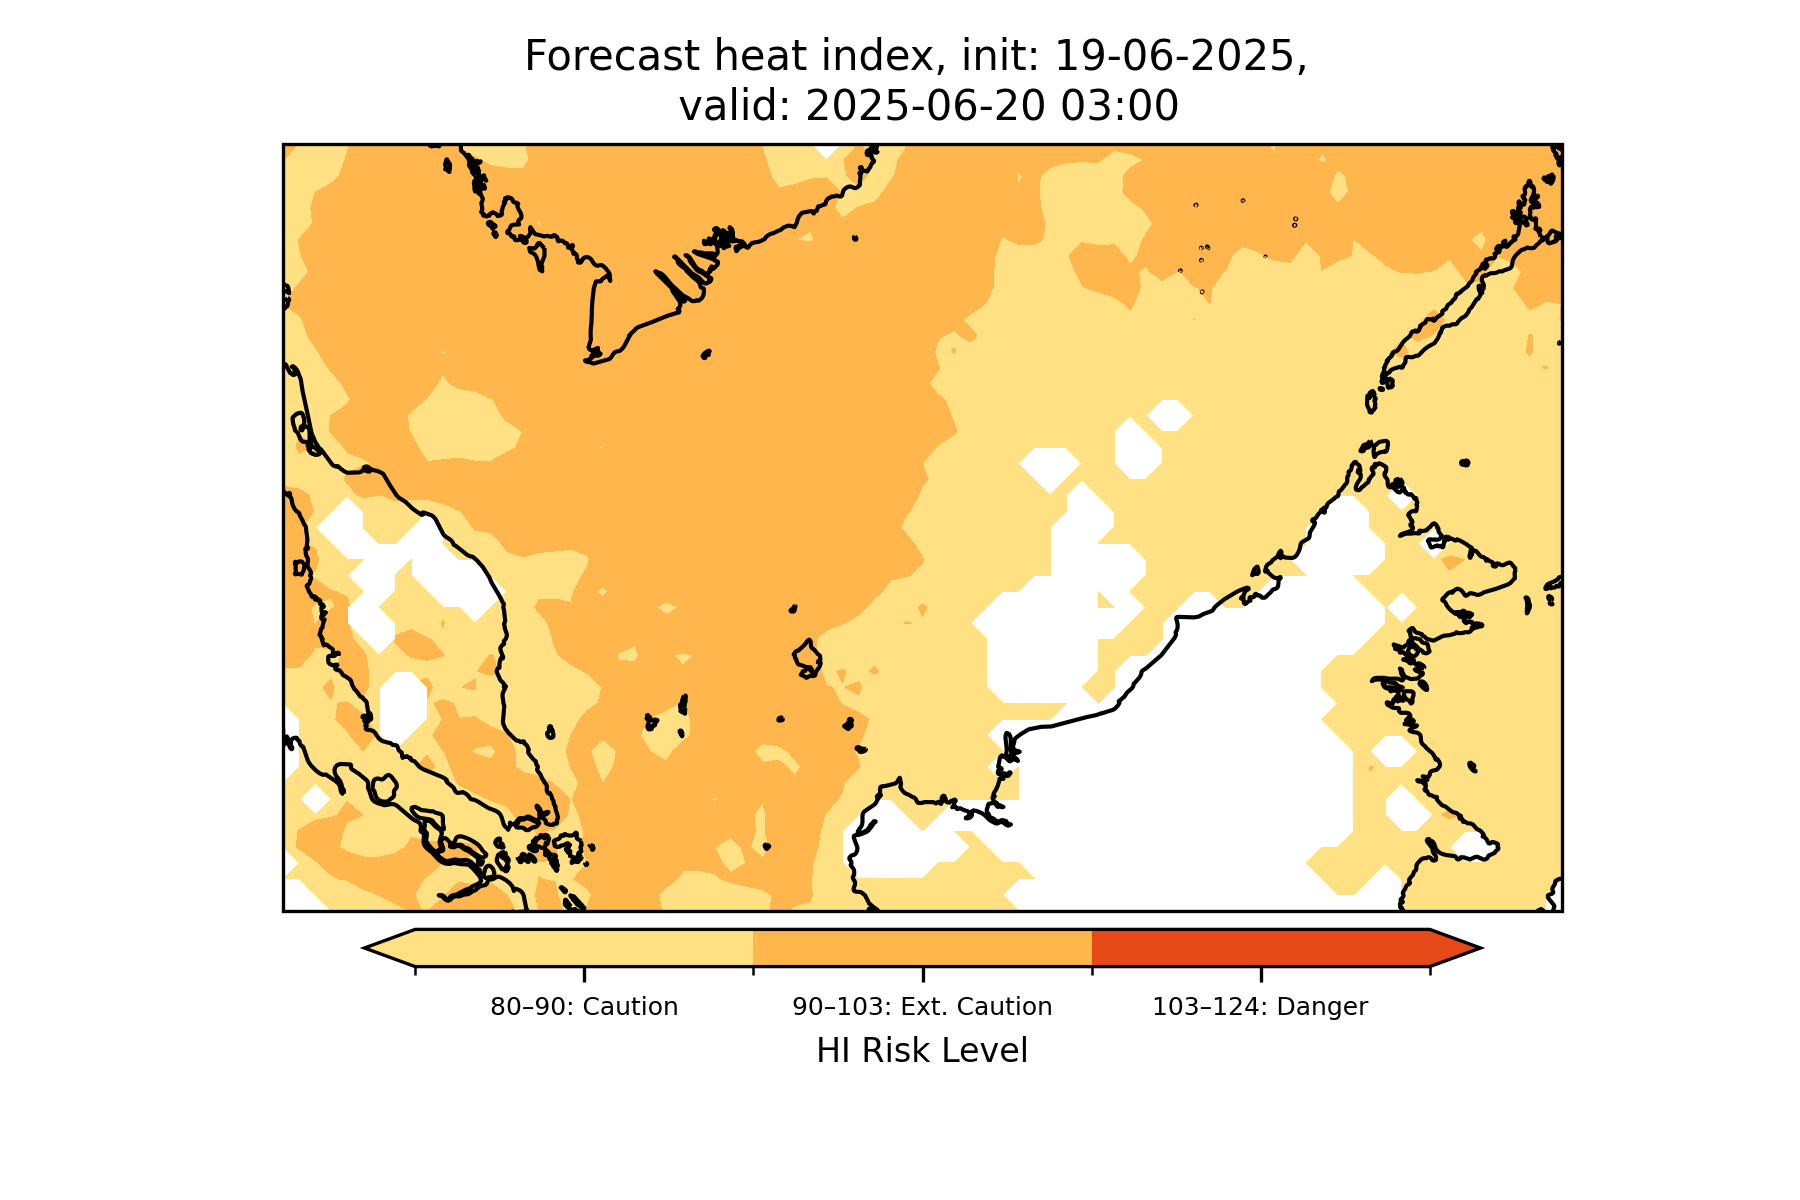 Forecast heat index, init: 19-06-2025,
valid: 2025-06-20 03:00
80–90: Caution
90–103: Ext. Caution
103–124: Danger
HI Risk Level